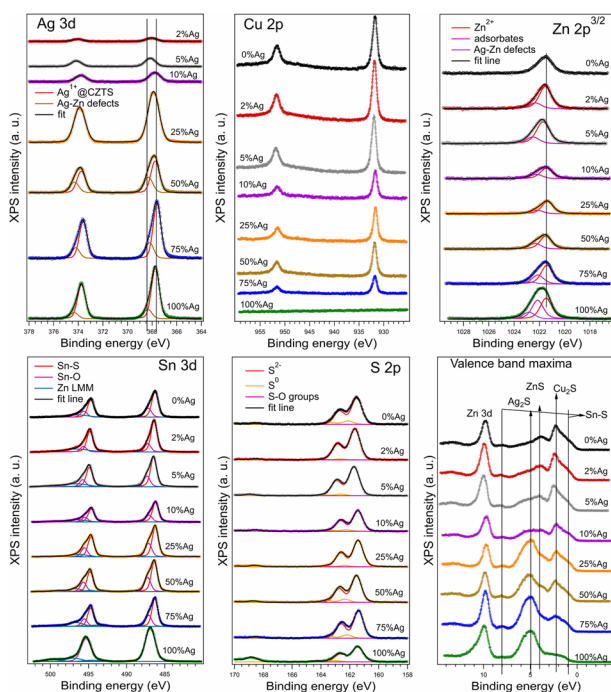 Ag 3d
2%Ag
5%Ag
10%Ag
Ag1+@CZTS
Ag-Zn defects
fit
25%Ag
50%Ag
75%Ag
100%Ag
XPS intensity (a. u.)
378 376 374 372 370 368 366 364
Binding energy (eV)
Cu 2p
0%Ag
2%Ag
5%Ag
10%Ag
25%Ag
50%Ag
75%Ag
100%Ag
XPS intensity (a. u.)
955 950 945 940 935 930
Binding energy (eV)
Zn 2p3/2
Zn2+
adsorbates
Ag-Zn defects
fit line
0%Ag
2%Ag
5%Ag
10%Ag
25%Ag
50%Ag
75%Ag
100%Ag
XPS intensity (a. u.)
1028 1026 1024 1022 1020 1018
Binding energy (eV)
Sn 3d
Sn-S
Sn-O
Zn LMM
fit line
0%Ag
2%Ag
5%Ag
10%Ag
25%Ag
50%Ag
75%Ag
100%Ag
XPS intensity (a. u.)
500 495 490 485
Binding energy (eV)
S 2p
S2-
S0
S-O groups
fit line
0%Ag
2%Ag
5%Ag
10%Ag
25%Ag
50%Ag
75%Ag
100%Ag
XPS intensity (a. u.)
170 168 166 164 162 160 158
Binding energy (eV)
Valence band maxima
Cu2S
ZnS
Ag2S
Zn 3d
Sn-S
0%Ag
2%Ag
5%Ag
10%Ag
25%Ag
50%Ag
75%Ag
100%Ag
XPS intensity (a. u.)
10 5 0
Binding energy (eV)